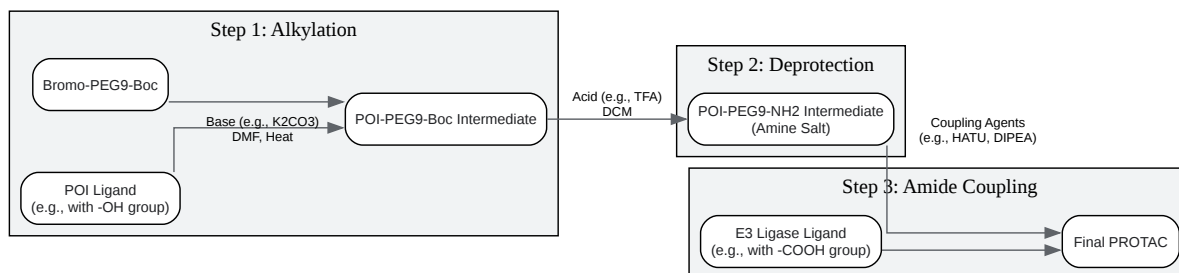 Step 1: Alkylation
Bromo-PEG9-Boc
Base (e.g., K2CO3)
DMF, Heat
POI Ligand
(e.g., with -OH group)
POI-PEG9-Boc Intermediate
Acid (e.g., TFA)
DCM
Step 2: Deprotection
POI-PEG9-NH2 Intermediate
(Amine Salt)
Coupling Agents
(e.g., HATU, DIPEA)
Step 3: Amide Coupling
E3 Ligase Ligand
(e.g., with -COOH group)
Final PROTAC